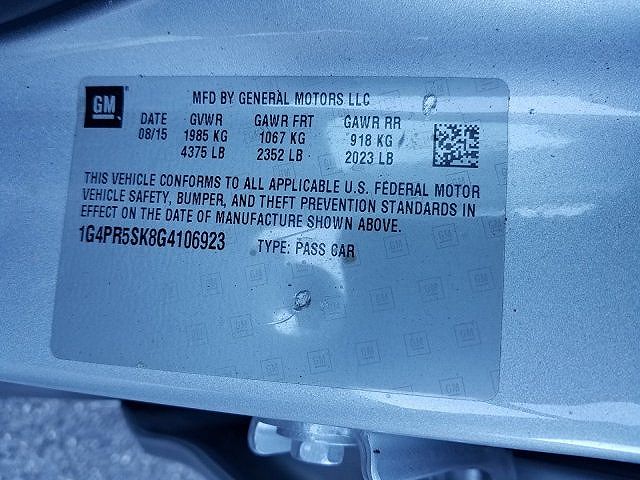 GM
MFD BY GENERAL MOTORS LLC
DATE GVWR GAWR FRT GAWR RR
08/15 1985 KG 1067 KG 918 KG
4375 LB 2352 LB 2023 LB
THIS VEHICLE CONFORMS TO ALL APPLICABLE U.S. FEDERAL MOTOR
VEHICLE SAFETY, BUMPER, AND THEFT PREVENTION STANDARDS IN
EFFECT ON THE DATE OF MANUFACTURE SHOWN ABOVE.
1G4PR5SK8G4106923 TYPE: PASS CAR